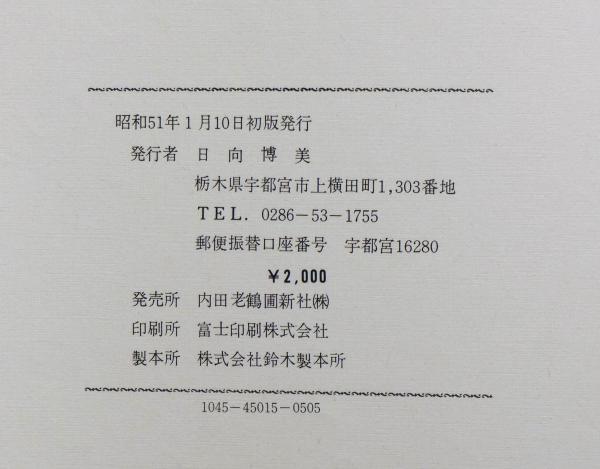 昭和51年1月10日初版発行
発行者 日向博美
栃木県宇都宮市上横田町1,303番地
TEL. 0286-53-1755
郵便振替口座番号 宇都宮16280
¥2,000
発売所 内田老鶴圃新社㈱
印刷所 富士印刷株式会社
製本所 株式会社鈴木製本所
1045-45015-0505